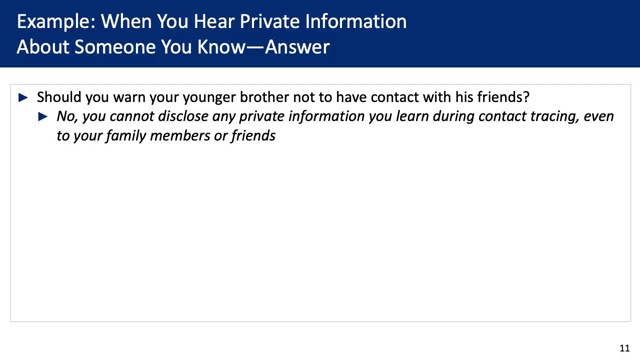 Example: When You Hear Private Information
About Someone You Know—Answer
► Should you warn your younger brother not to have contact with his friends?
► No, you cannot disclose any private information you learn during contact tracing, even
to your family members or friends
11